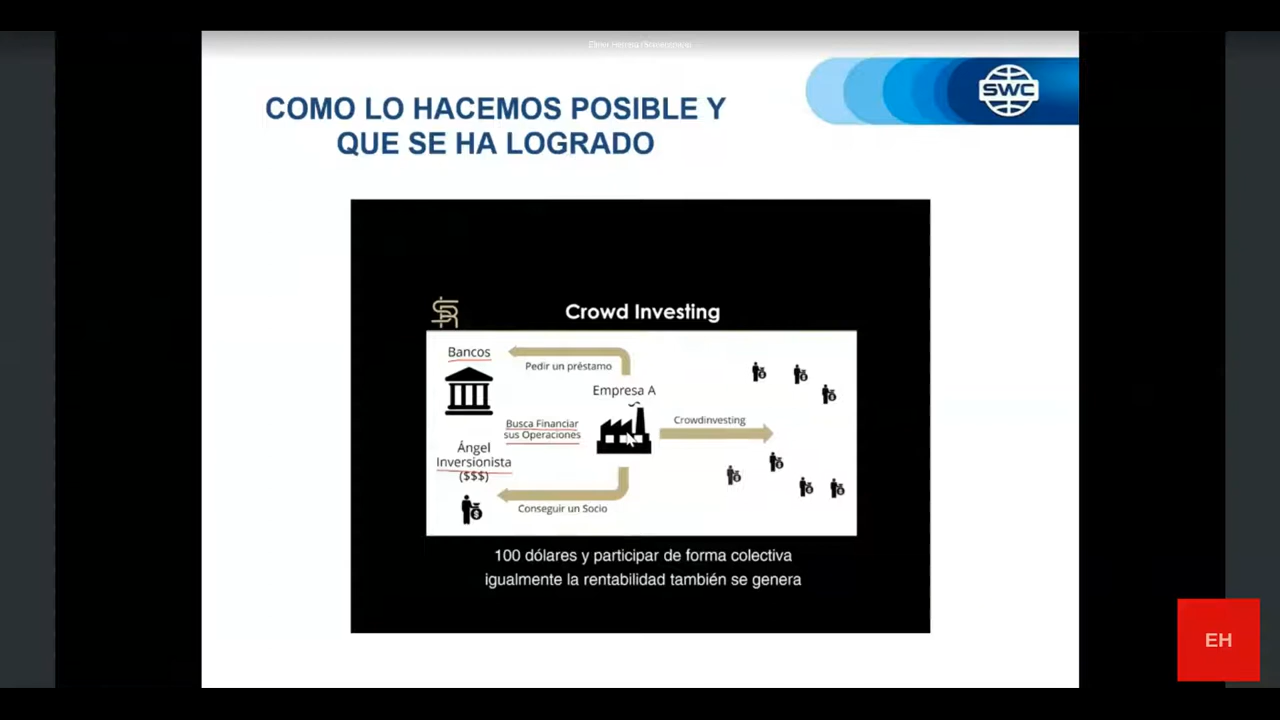 COMO LO HACEMOS POSIBLE Y
QUE SE HA LOGRADO
SWC
Crowd Investing
Bancos
Pedir un préstamo
Empresa A
Busca Financiar
sus Operaciones
Crowdinvesting
Ángel
Inversionista
($$$)
Conseguir un Socio
100 dólares y participar de forma colectiva
igualmente la rentabilidad también se genera
EH